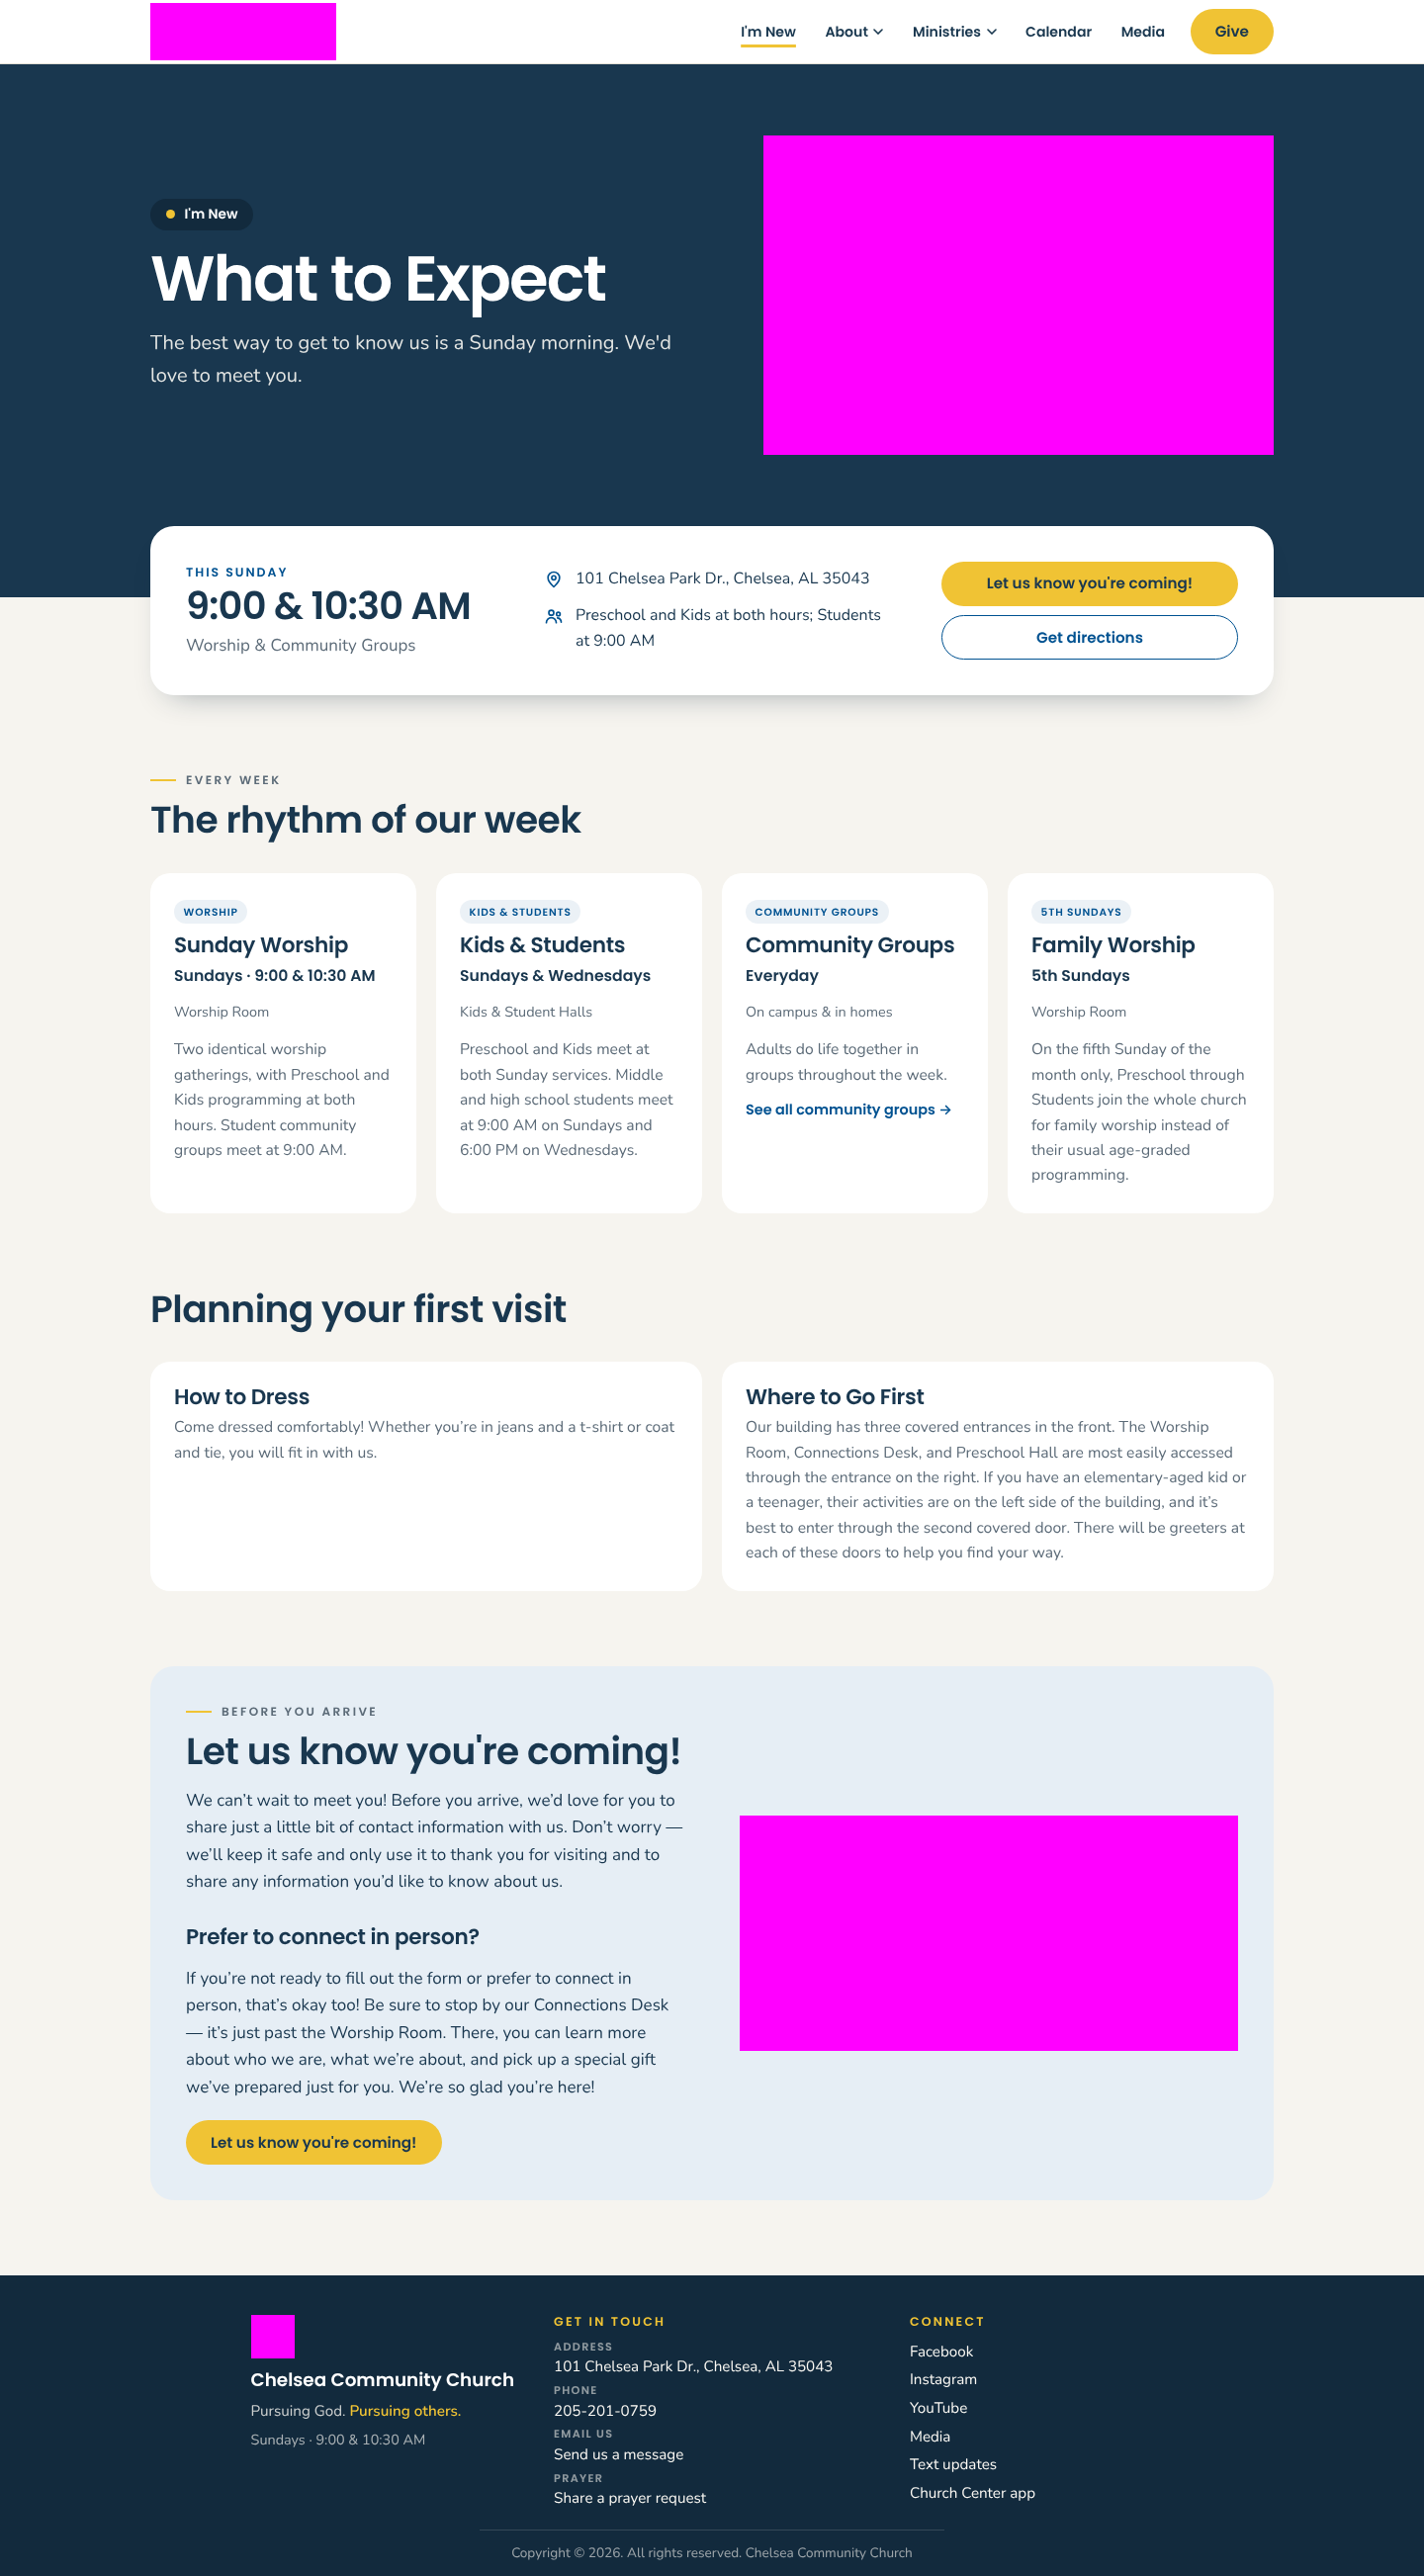 I'm New
About
Ministries
Calendar
Media
Give
I'm New
What to Expect
The best way to get to know us is a Sunday morning. We'd
love to meet you.
THIS SUNDAY
9:00 & 10:30 AM
Worship & Community Groups
101 Chelsea Park Dr., Chelsea, AL 35043
Preschool and Kids at both hours; Students
at 9:00 AM
Let us know you're coming!
Get directions
EVERY WEEK
The rhythm of our week
WORSHIP
Sunday Worship
Sundays · 9:00 & 10:30 AM
Worship Room
Two identical worship
gatherings, with Preschool and
Kids programming at both
hours. Student community
groups meet at 9:00 AM.
KIDS & STUDENTS
Kids & Students
Sundays & Wednesdays
Kids & Student Halls
Preschool and Kids meet at
both Sunday services. Middle
and high school students meet
at 9:00 AM on Sundays and
6:00 PM on Wednesdays.
COMMUNITY GROUPS
Community Groups
Everyday
On campus & in homes
Adults do life together in
groups throughout the week.
See all community groups →
5TH SUNDAYS
Family Worship
5th Sundays
Worship Room
On the fifth Sunday of the
month only, Preschool through
Students join the whole church
for family worship instead of
their usual age-graded
programming.
Planning your first visit
How to Dress
Come dressed comfortably! Whether you’re in jeans and a t-shirt or coat
and tie, you will fit in with us.
Where to Go First
Our building has three covered entrances in the front. The Worship
Room, Connections Desk, and Preschool Hall are most easily accessed
through the entrance on the right. If you have an elementary-aged kid or
a teenager, their activities are on the left side of the building, and it’s
best to enter through the second covered door. There will be greeters at
each of these doors to help you find your way.
BEFORE YOU ARRIVE
Let us know you're coming!
We can’t wait to meet you! Before you arrive, we’d love for you to
share just a little bit of contact information with us. Don’t worry —
we’ll keep it safe and only use it to thank you for visiting and to
share any information you’d like to know about us.
Prefer to connect in person?
If you’re not ready to fill out the form or prefer to connect in
person, that’s okay too! Be sure to stop by our Connections Desk
— it’s just past the Worship Room. There, you can learn more
about who we are, what we’re about, and pick up a special gift
we’ve prepared just for you. We’re so glad you’re here!
Let us know you're coming!
Chelsea Community Church
Pursuing God. Pursuing others.
Sundays · 9:00 & 10:30 AM
GET IN TOUCH
ADDRESS
101 Chelsea Park Dr., Chelsea, AL 35043
PHONE
205-201-0759
EMAIL US
Send us a message
PRAYER
Share a prayer request
CONNECT
Facebook
Instagram
YouTube
Media
Text updates
Church Center app
Copyright © 2026. All rights reserved. Chelsea Community Church